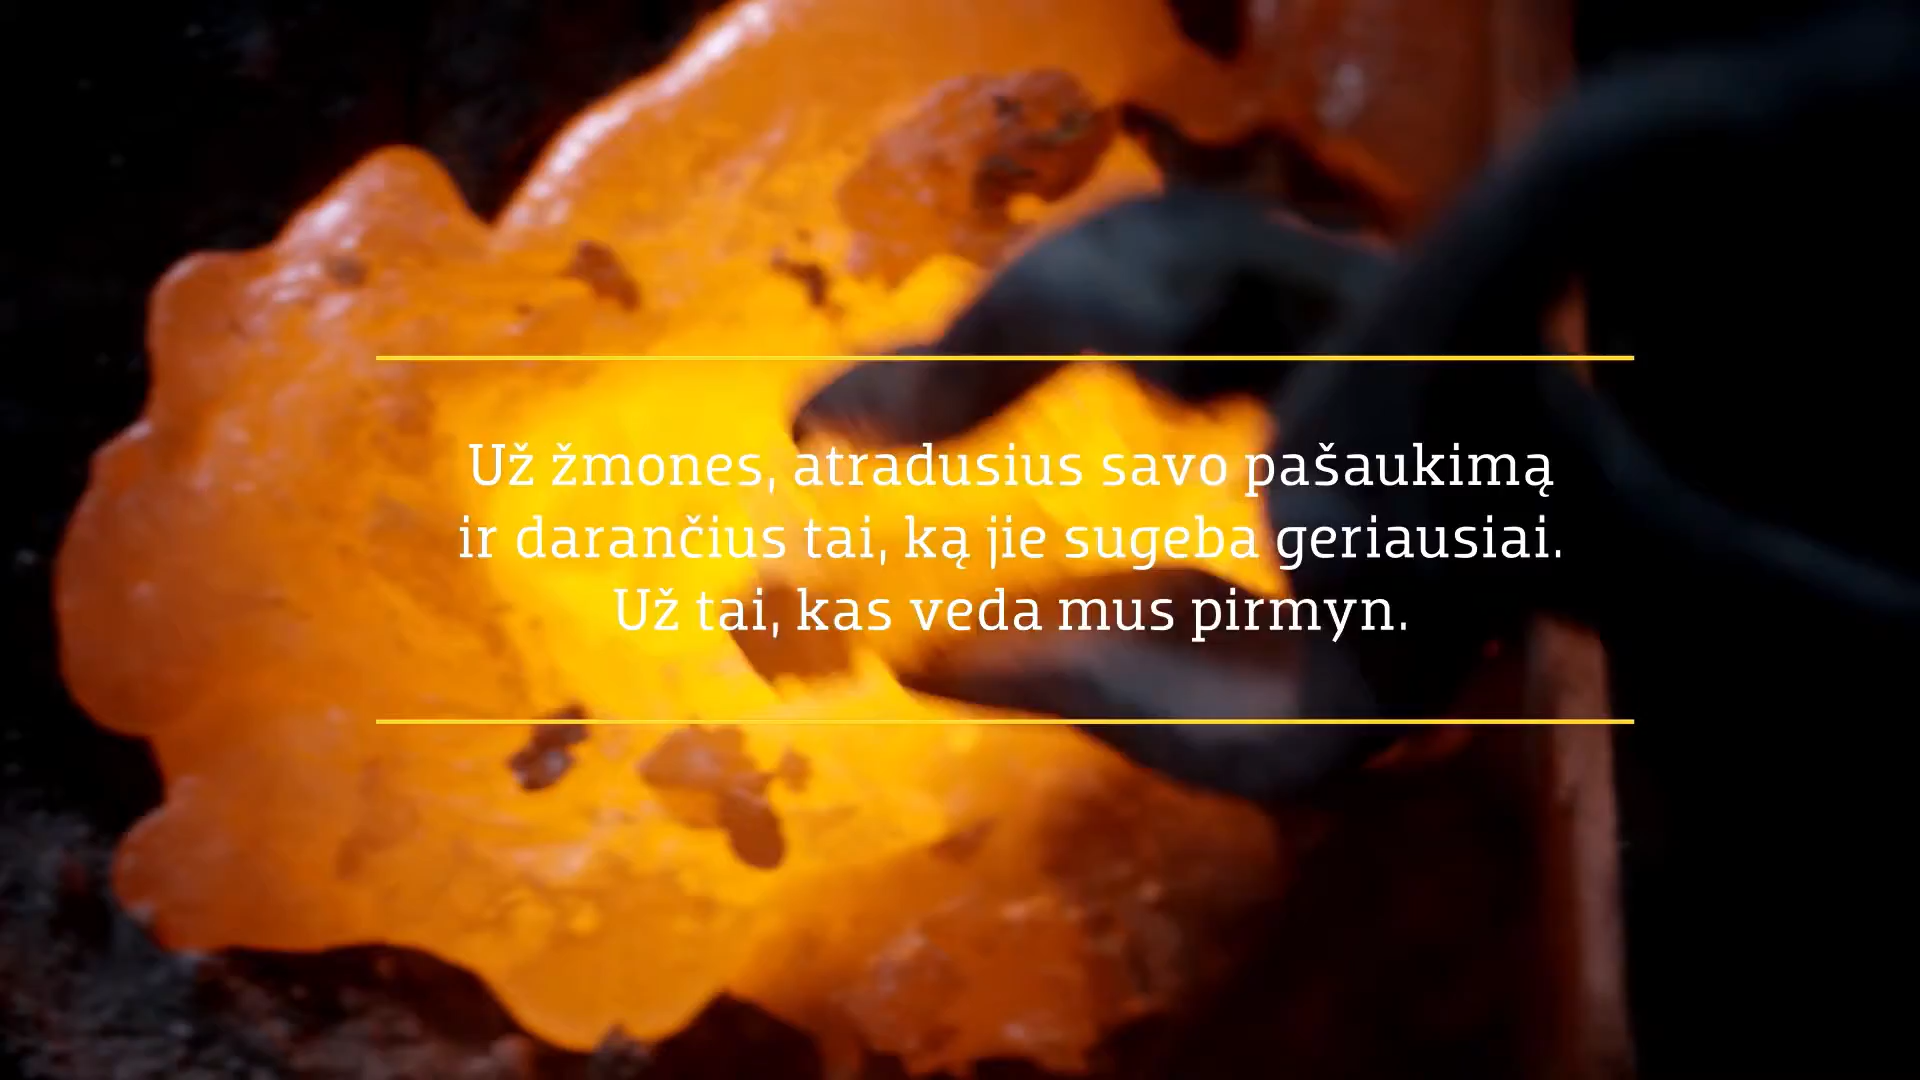 Už žmones, atradusius savo pašaukimą
ir darančius tai, ką jie sugeba geriausiai.
Už tai, kas veda mus pirmyn.